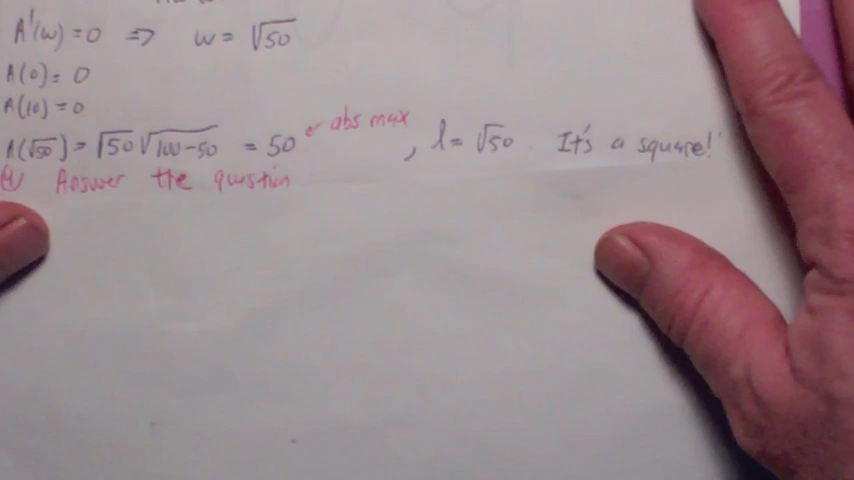 A'(w) = 0 ⇒ w = √50
A(0) = 0
A(10) = 0
A(√50) = √50 √100-50 = 50 ← abs max , l = √50 It's a square!
④ Answer the question